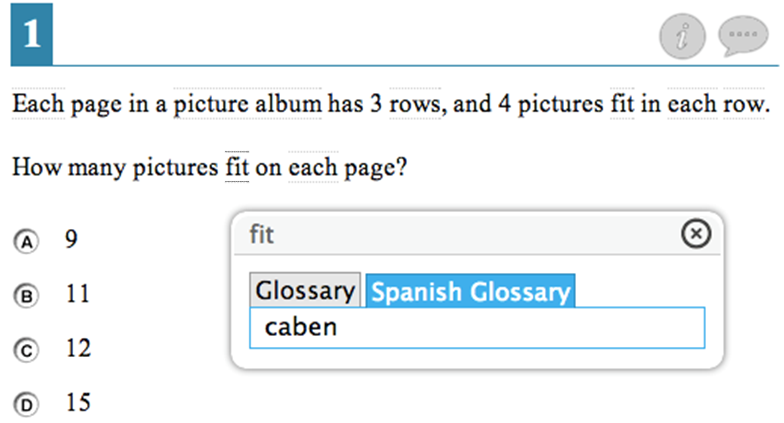 1
i
Each page in a picture album has 3 rows, and 4 pictures fit in each row.
How many pictures fit on each page?
A 9
B 11
C 12
D 15
fit
Glossary Spanish Glossary
caben